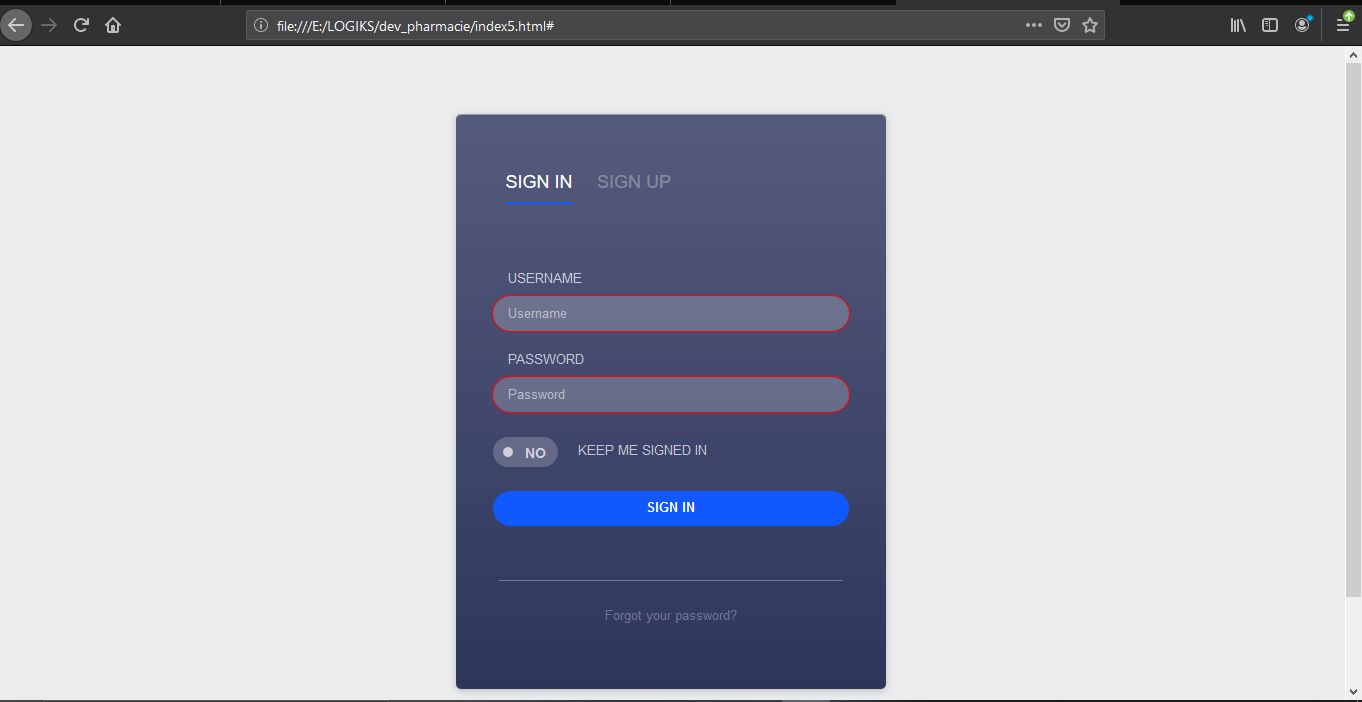 file:///E:/LOGIKS/dev_pharmacie/index5.html#
SIGN IN SIGN UP
USERNAME
Username
PASSWORD
Password
NO KEEP ME SIGNED IN
SIGN IN
Forgot your password?